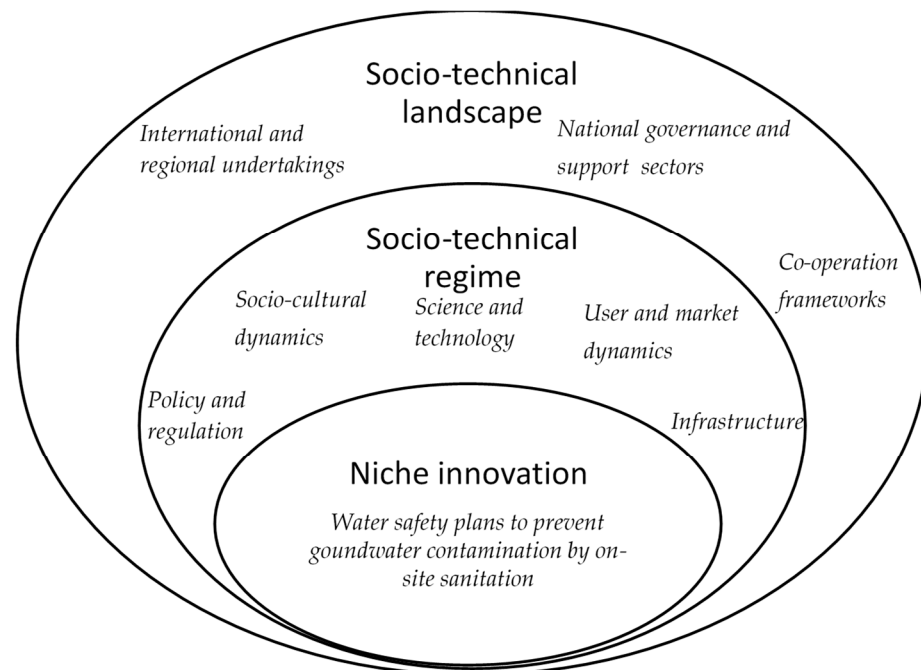 Socio-technical
landscape
International and
regional undertakings
National governance and
support sectors
Co-operation
frameworks
Socio-technical
regime
Socio-cultural
dynamics
Science and
technology
User and market
dynamics
Policy and
regulation
Infrastructure
Niche innovation
Water safety plans to prevent
goundwater contamination by on-
site sanitation